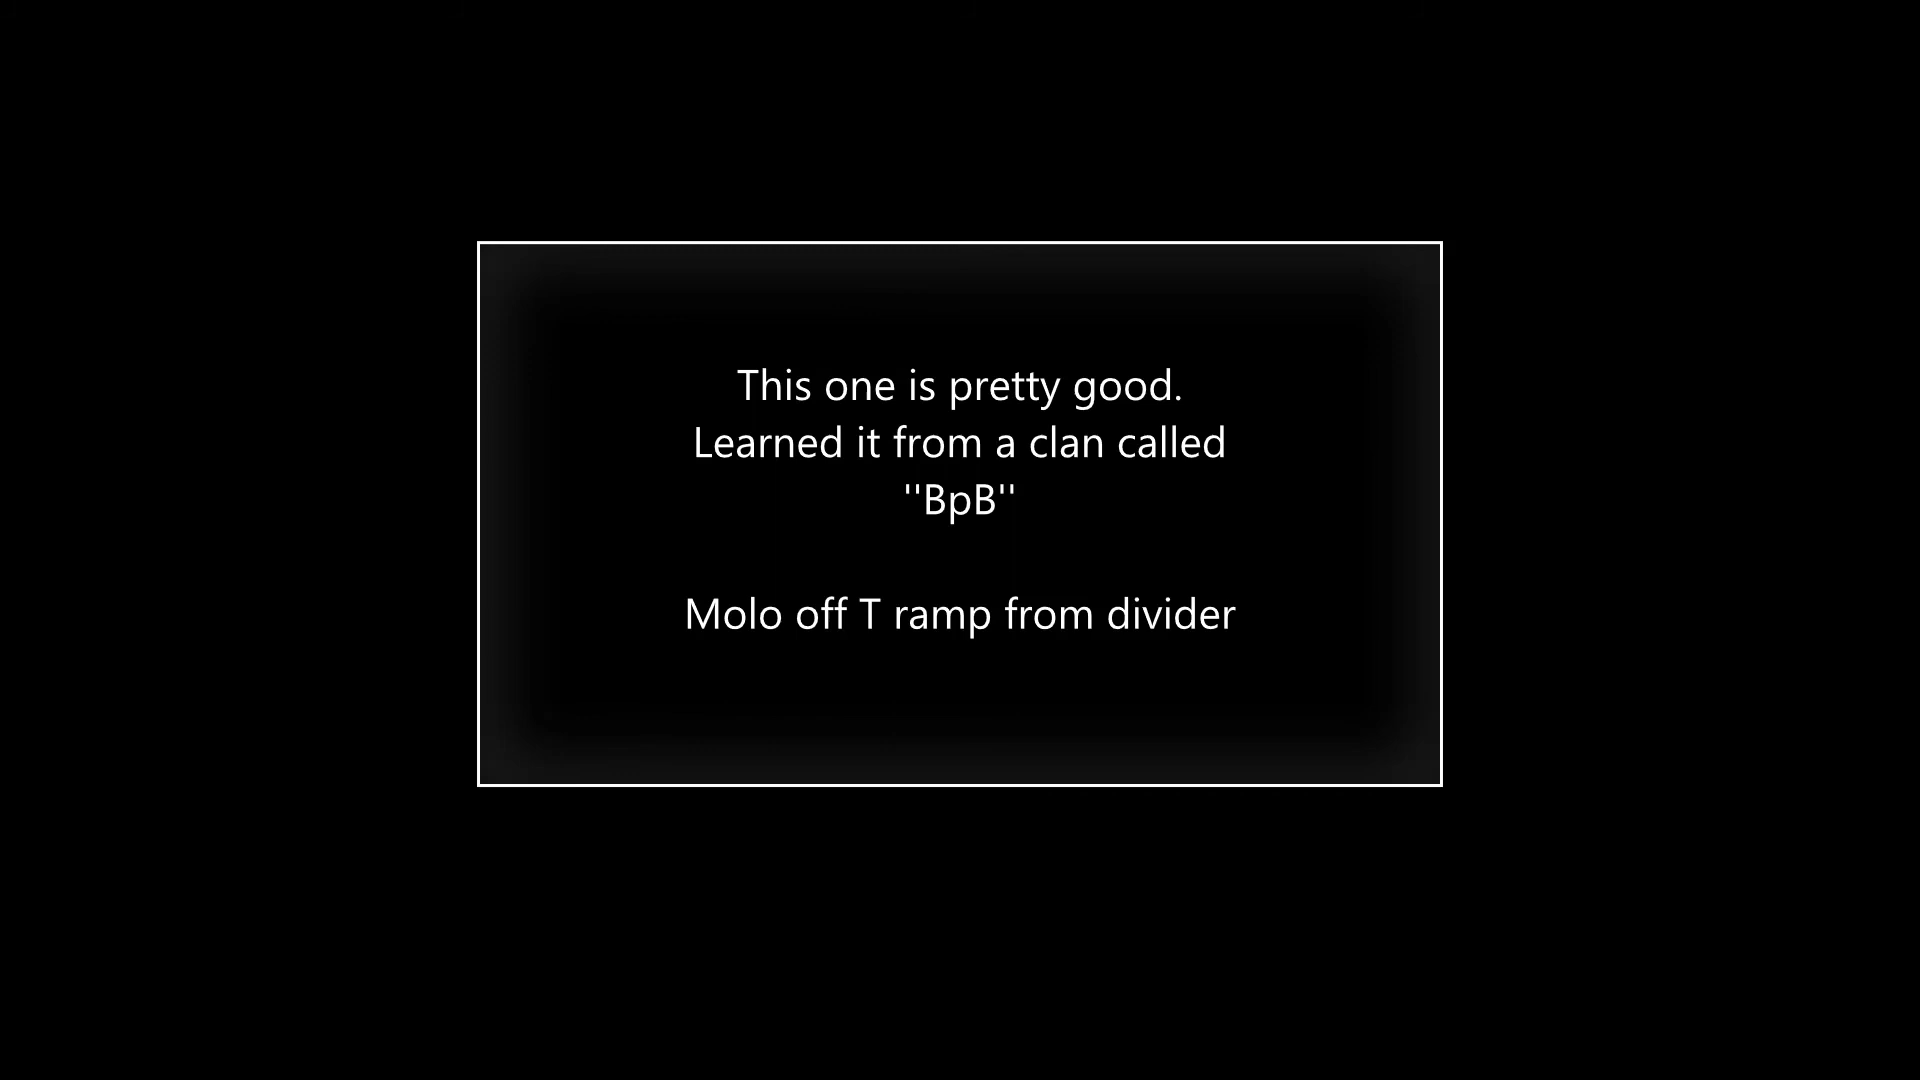 This one is pretty good.
Learned it from a clan called
''BpB''
Molo off T ramp from divider